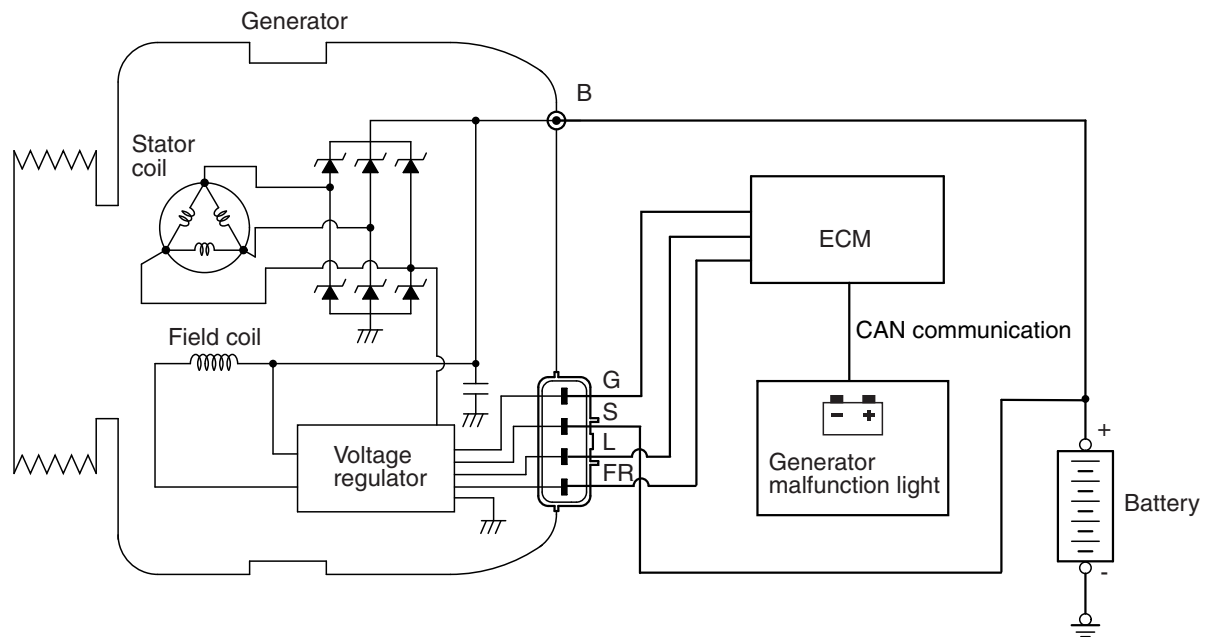 Generator
B
Stator
coil
ECM
CAN communication
Field coil
G
S
L
FR
Voltage
regulator
- +
Generator
malfunction light
+
Battery
-